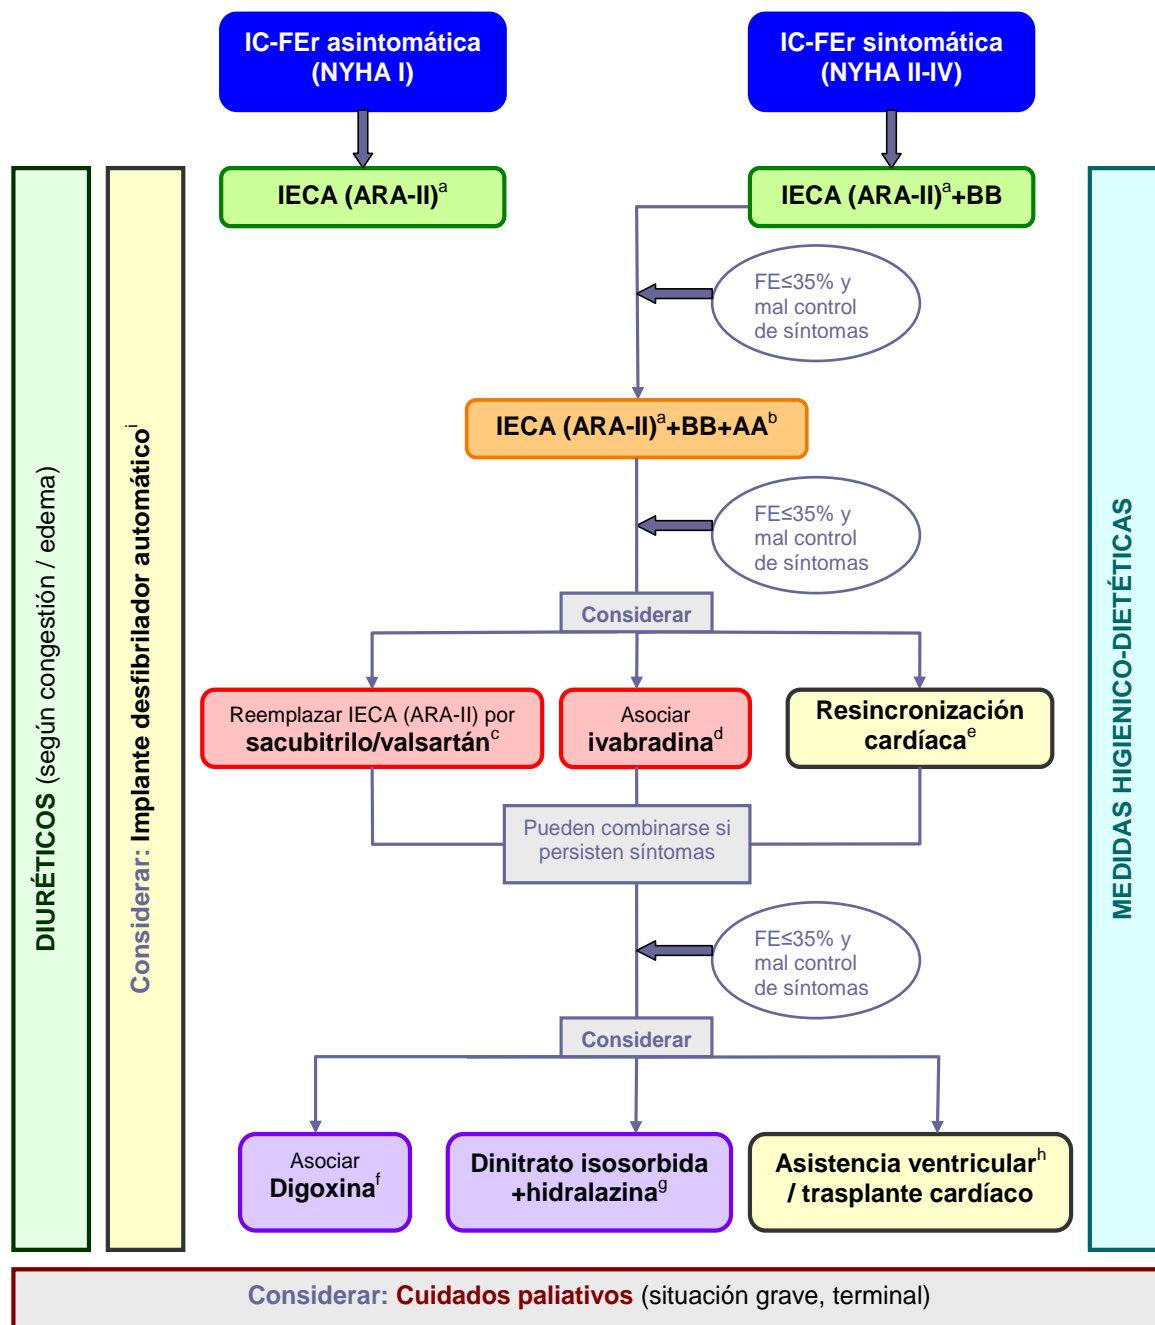 IC-FEr asintomática
(NYHA I)
IC-FEr sintomática
(NYHA II-IV)
IECA (ARA-II)a
IECA (ARA-II)a+BB
FE≤35% y
mal control
de síntomas
IECA (ARA-II)a+BB+AAb
FE≤35% y
mal control
de síntomas
Considerar
Reemplazar IECA (ARA-II) por
sacubitrilo/valsartánc
Asociar
ivabradinad
Resincronización
cardíacae
Pueden combinarse si
persisten síntomas
FE≤35% y
mal control
de síntomas
Considerar
Asociar
Digoxinaf
Dinitrato isosorbida
+hidralazinag
Asistencia ventricularh
/ trasplante cardíaco
DIURÉTICOS (según congestión / edema)
Considerar: Implante desfibrilador automáticoi
MEDIDAS HIGIENICO-DIETÉTICAS
Considerar: Cuidados paliativos (situación grave, terminal)